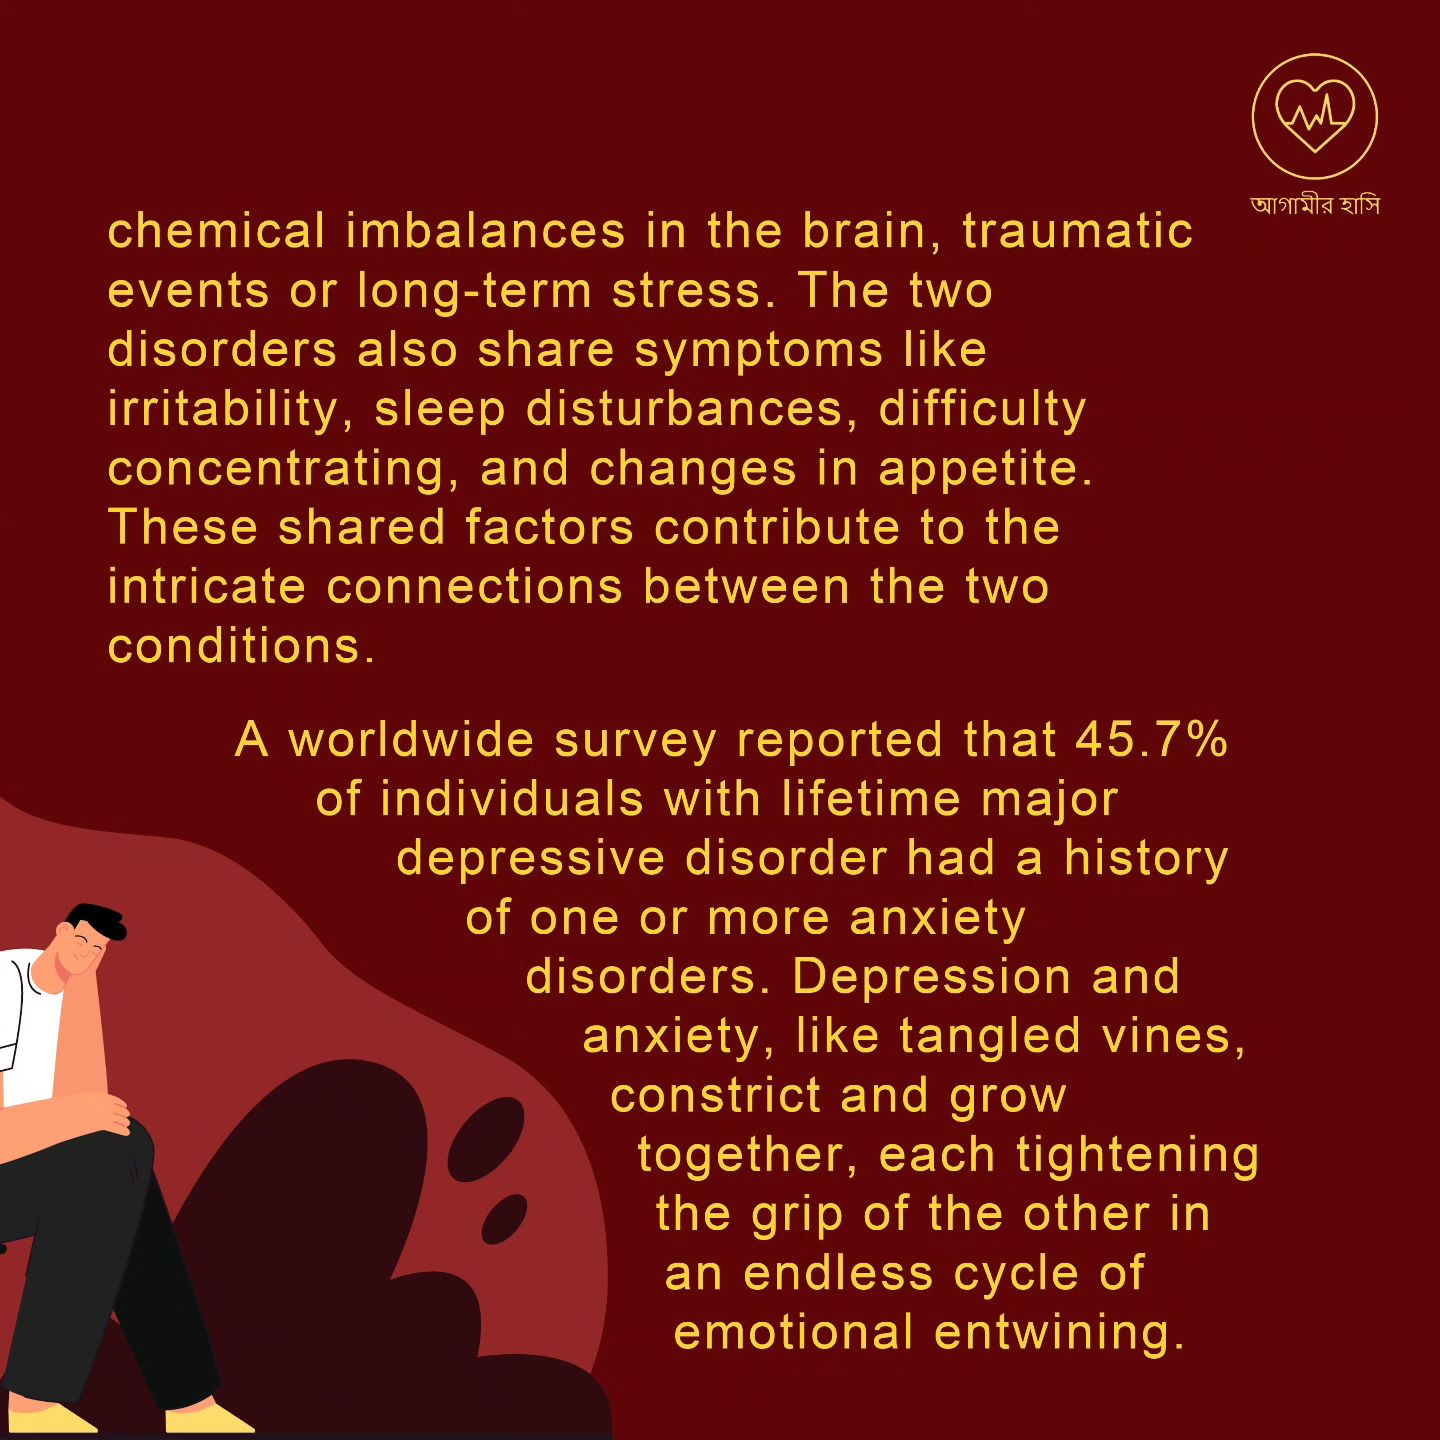 আগামীর হাসি
chemical imbalances in the brain, traumatic
events or long-term stress. The two
disorders also share symptoms like
irritability, sleep disturbances, difficulty
concentrating, and changes in appetite.
These shared factors contribute to the
intricate connections between the two
conditions.
A worldwide survey reported that 45.7%
of individuals with lifetime major
depressive disorder had a history
of one or more anxiety
disorders. Depression and
anxiety, like tangled vines,
constrict and grow
together, each tightening
the grip of the other in
an endless cycle of
emotional entwining.